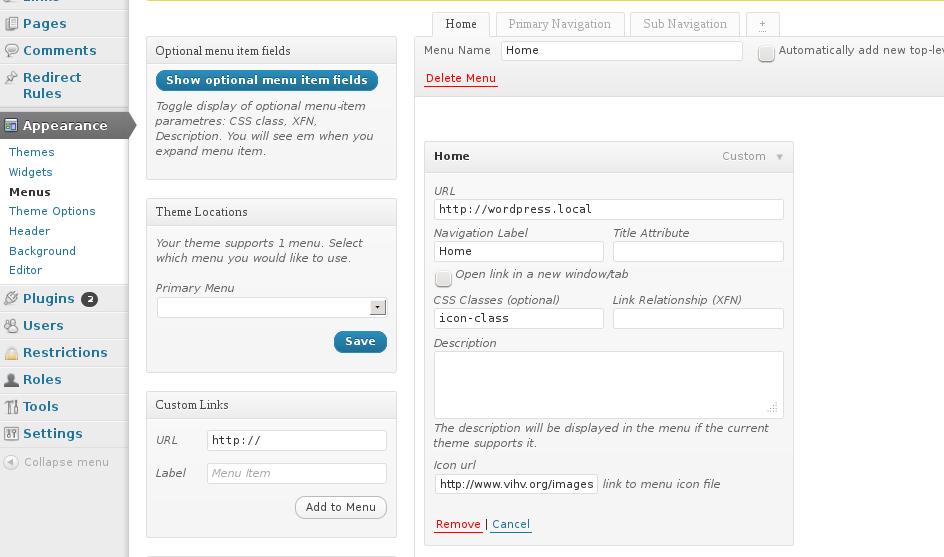 Pages
Comments
Redirect
Rules
Appearance
Themes
Widgets
Menus
Theme Options
Header
Background
Editor
Plugins 2
Users
Restrictions
Roles
Tools
Settings
Collapse menu
Optional menu item fields
Show optional menu item fields
Toggle display of optional menu-item
parametres: CSS class, XFN,
Description. You will see em when you
expand menu item.
Theme Locations
Your theme supports 1 menu. Select
which menu you would like to use.
Primary Menu
Save
Custom Links
URL http://
Label Menu Item
Add to Menu
Home Primary Navigation Sub Navigation +
Menu Name Home Automatically add new top-lev
Delete Menu
Home Custom
URL
http://wordpress.local
Navigation Label Title Attribute
Home
Open link in a new window/tab
CSS Classes (optional) Link Relationship (XFN)
icon-class
Description
The description will be displayed in the menu if the current
theme supports it.
Icon url
http://www.vihv.org/images link to menu icon file
Remove | Cancel